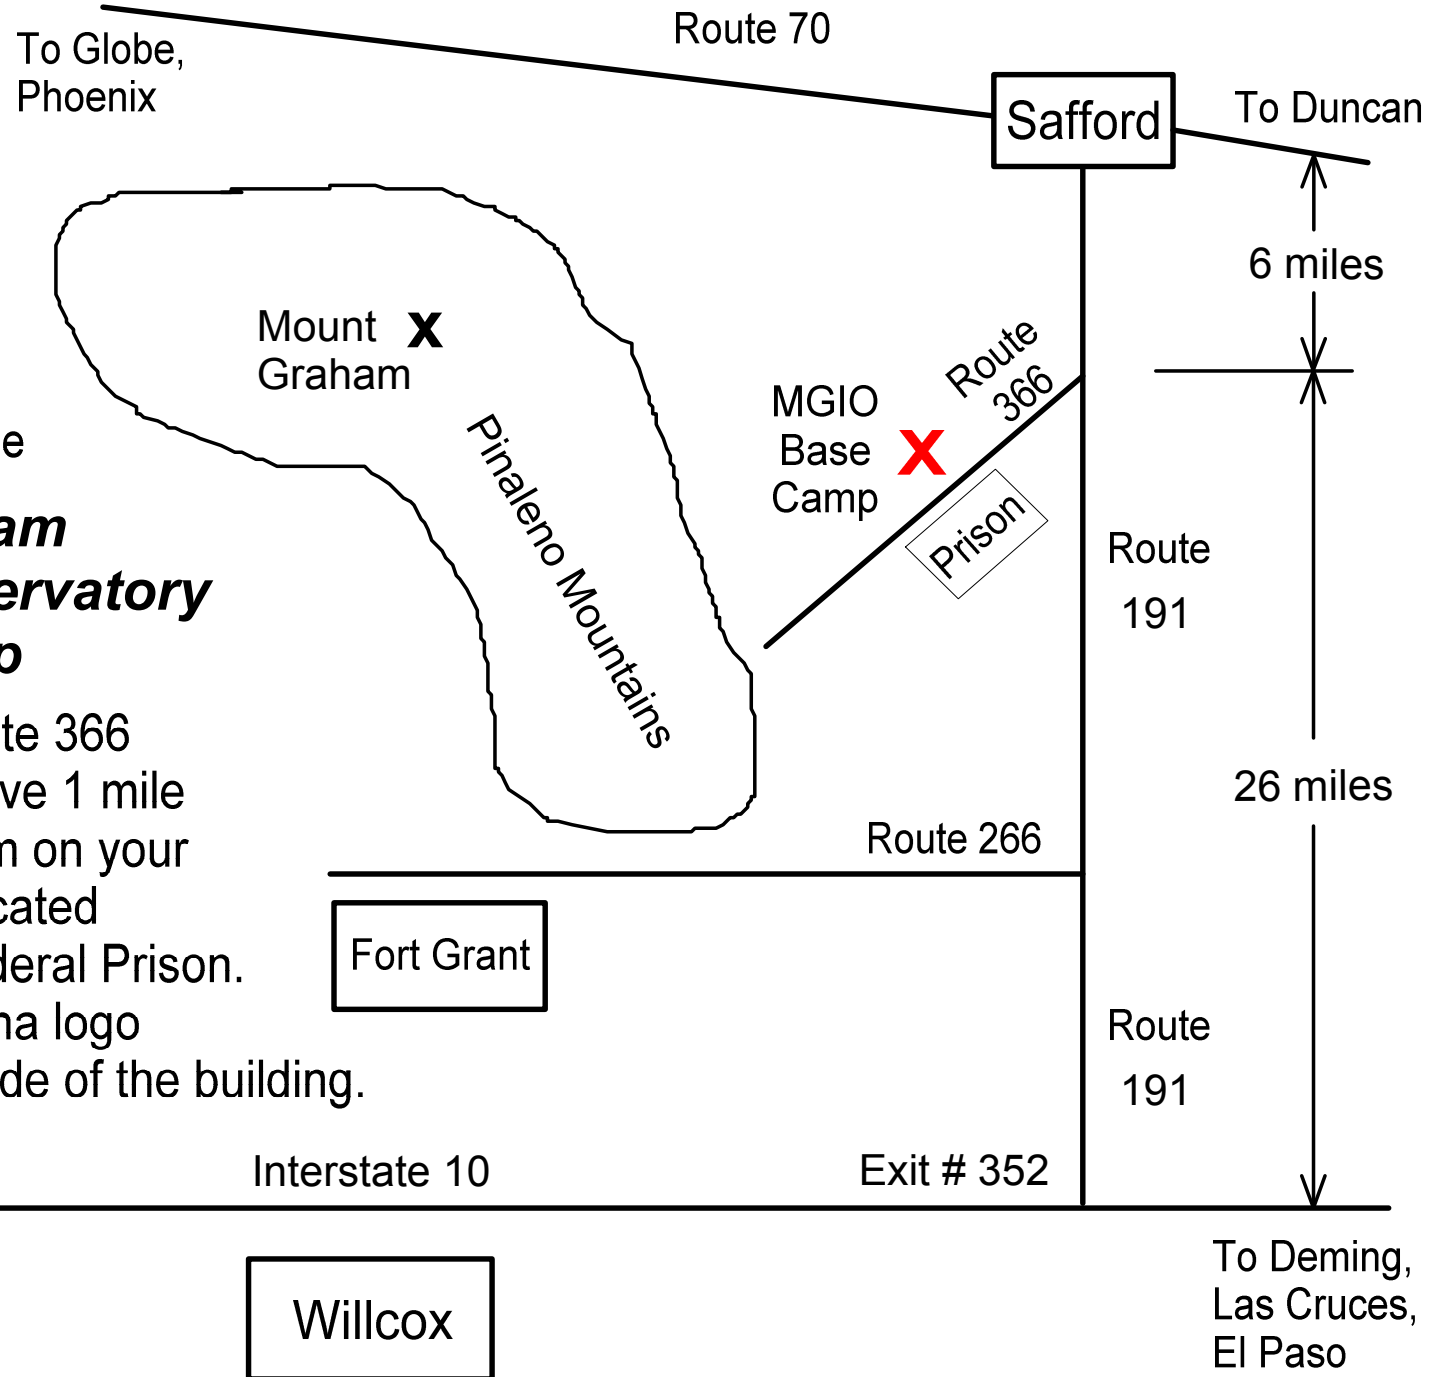 Route 70
To Globe,
Phoenix
Safford
To Duncan
6 miles
Mount X
Graham
Route
366
MGIO
Base X
Camp
Pinaleno Mountains
Prison
e
am
ervatory
p
Route
191
te 366
ve 1 mile
n on your
cated
deral Prison.
na logo
de of the building.
26 miles
Route 266
Fort Grant
Route
191
Interstate 10
Exit # 352
Willcox
To Deming,
Las Cruces,
El Paso